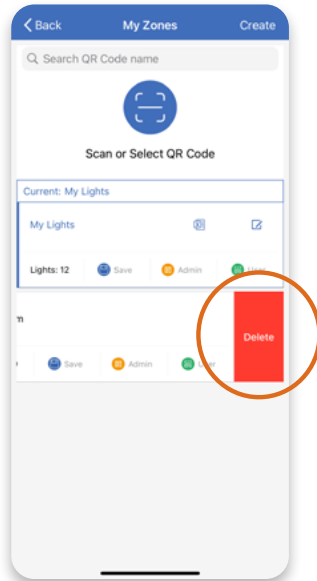 Back My Zones Create
Search QR Code name
Scan or Select QR Code
Current: My Lights
My Lights
Lights: 12 Save Admin User
m
Delete
Save Admin User